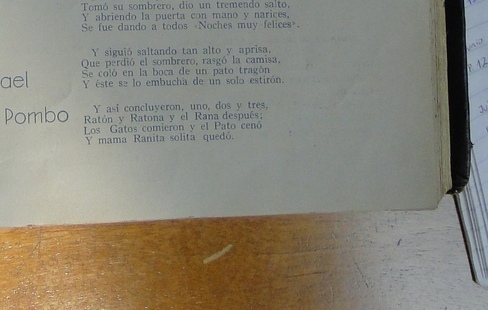 Tomó su sombrero, dio un tremendo salto,
Y abriendo la puerta con mano y narices,
Se fue dando a todos «Noches muy felices».
Y siguió saltando tan alto y aprisa,
Que perdió el sombrero, rasgó la camisa,
Se coló en la boca de un pato tragón
Y éste se lo embucha de un solo estirón.
ael
Pombo
Y así concluyeron, uno, dos y tres,
Ratón y Ratona y el Rana después;
Los Gatos comieron y el Pato cenó
Y mama Ranita solita quedó.